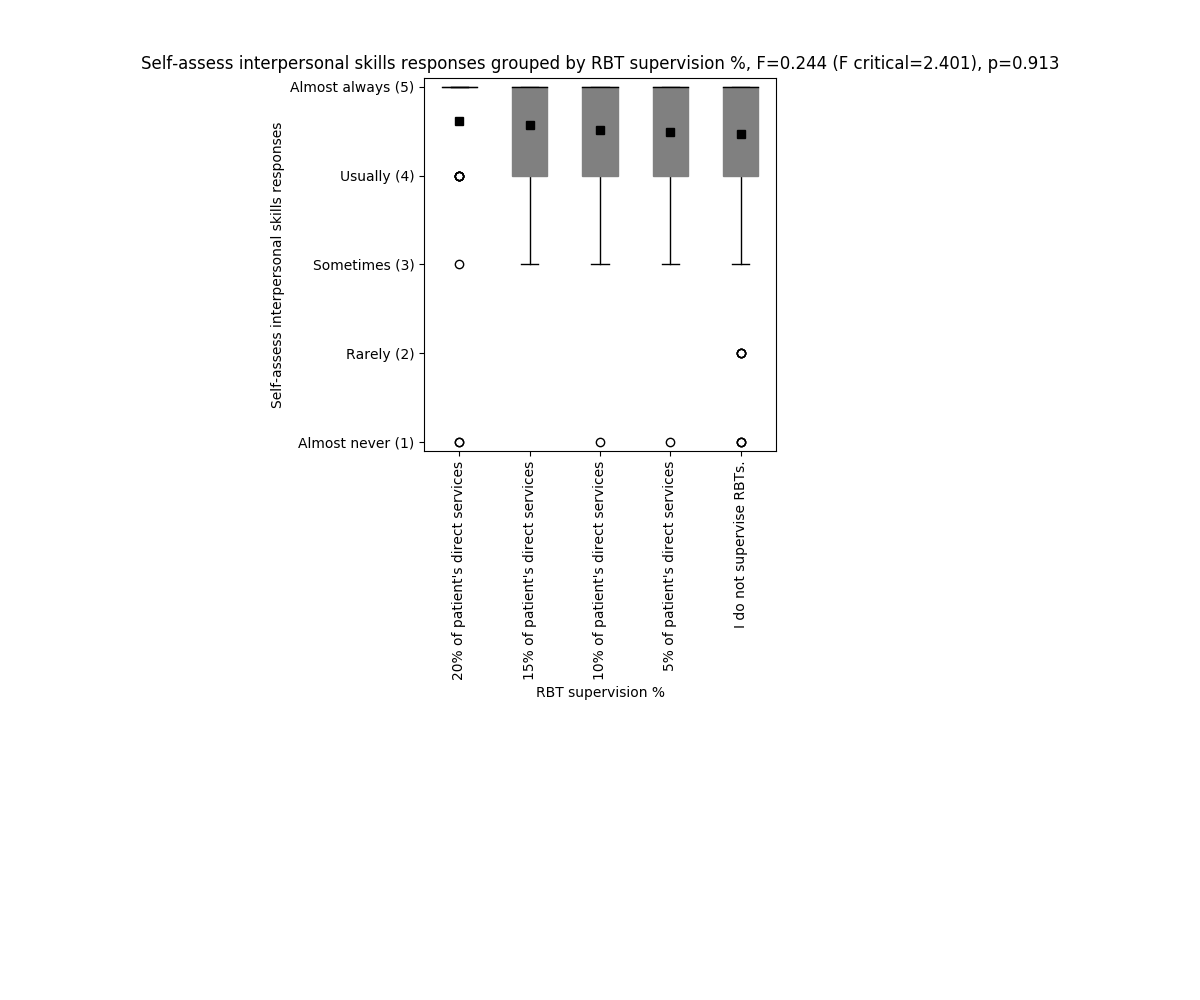 Self-assess interpersonal skills responses grouped by RBT supervision %, F=0.244 (F critical=2.401), p=0.913
Self-assess interpersonal skills responses
Almost always (5)
Usually (4)
Sometimes (3)
Rarely (2)
Almost never (1)
20% of patient's direct services
15% of patient's direct services
10% of patient's direct services
5% of patient's direct services
I do not supervise RBTs.
RBT supervision %